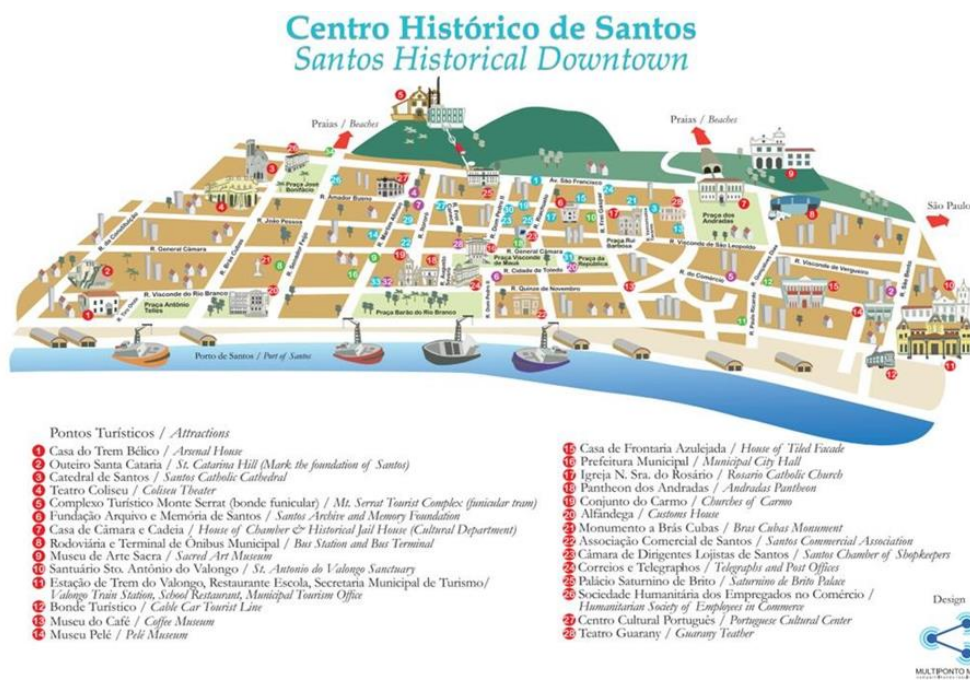 Centro Histórico de Santos
Santos Historical Downtown
Praias / Beaches
Praias / Beaches
São Paulo
Praça José Bonifácio
Av. São Francisco
R. Amador Bueno
R. da Constituição
R. João Pessoa
R. General Câmara
R. Brás Cubas
R. Martim Afonso
Praça dos Andradas
Praça Rui Barbosa
R. Visconde de São Leopoldo
R. General Câmara
Praça Visconde de Mauá
Praça da República
R. Cidade de Toledo
R. do Comércio
R. Visconde de Vergueiro
R. São Bento
R. Visconde do Rio Branco
Praça Antônio Telles
Praça Barão do Rio Branco
R. Quinze de Novembro
Porto de Santos / Port of Santos
Pontos Turísticos / Attractions
1 Casa do Trem Bélico / Arsenal House
2 Outeiro Santa Cataria / St. Catarina Hill (Mark the foundation of Santos)
3 Catedral de Santos / Santos Catholic Cathedral
4 Teatro Coliseu / Coliseu Theater
5 Complexo Turístico Monte Serrat (bonde funicular) / Mt. Serrat Tourist Complex (funicular tram)
6 Fundação Arquivo e Memória de Santos / Santos Archive and Memory Foundation
7 Casa de Câmara e Cadeia / House of Chamber & Historical Jail House (Cultural Department)
8 Rodoviária e Terminal de Ônibus Municipal / Bus Station and Bus Terminal
9 Museu de Arte Sacra / Sacred Art Museum
10 Santuário Sto. Antônio do Valongo / St. Antonio do Valongo Sanctuary
11 Estação de Trem do Valongo, Restaurante Escola, Secretaria Municipal de Turismo/
Valongo Train Station, School Restaurant, Municipal Tourism Office
12 Bonde Turístico / Cable Car Tourist Line
13 Museu do Café / Coffee Museum
14 Museu Pelé / Pelé Museum
15 Casa de Frontaria Azulejada / House of Tiled Facade
16 Prefeitura Municipal / Municipal City Hall
17 Igreja N. Sra. do Rosário / Rosario Catholic Church
18 Pantheon dos Andradas / Andradas Pantheon
19 Conjunto do Carmo / Churches of Carmo
20 Alfândega / Customs House
21 Monumento a Brás Cubas / Bras Cubas Monument
22 Associação Comercial de Santos / Santos Commercial Association
23 Câmara de Dirigentes Lojistas de Santos / Santos Chamber of Shopkeepers
24 Correios e Telegraphos / Telegraphs and Post Offices
25 Palácio Saturnino de Brito / Saturnino de Brito Palace
26 Sociedade Humanitária dos Empregados no Comércio /
Humanitarian Society of Employees in Commerce
27 Centro Cultural Português / Portuguese Cultural Center
28 Teatro Guarany / Guarany Teather
Design
MULTIPONTO M